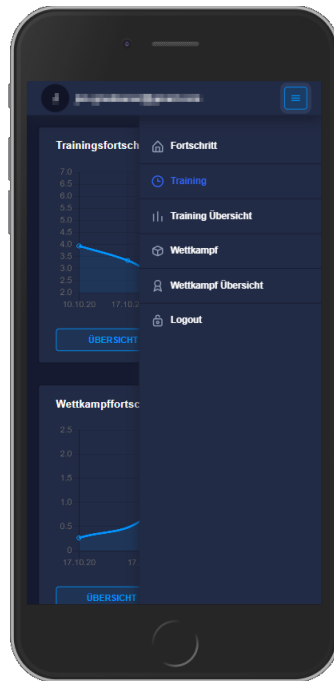 Trainingsfortsch
7.0
6.5
6.0
5.5
5.0
4.5
4.0
3.5
3.0
2.5
2.0
10.10.20 17.10.2
ÜBERSICHT
Wettkampffortsc
2.5
2.0
1.5
1.0
0.5
0
17.10.20 17
ÜBERSICHT
Fortschritt
Training
Training Übersicht
Wettkampf
Wettkampf Übersicht
Logout